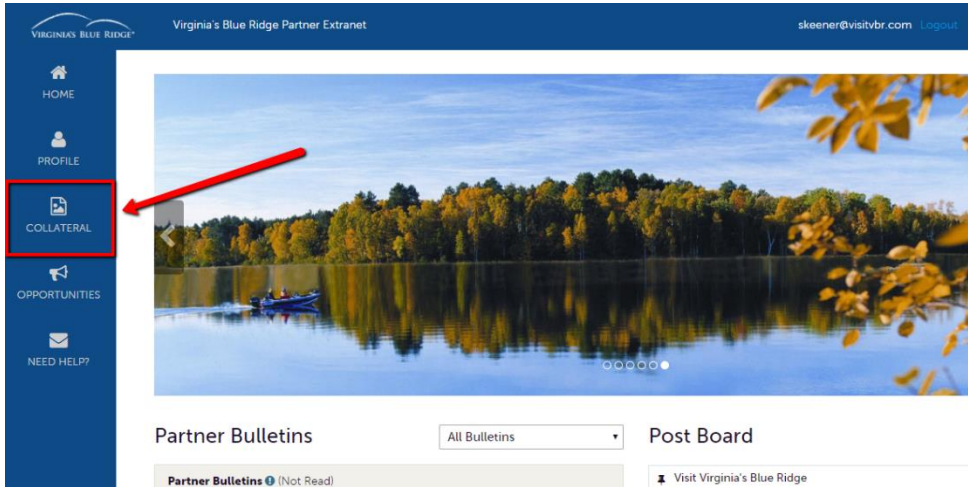 VIRGINIA'S BLUE RIDGE®
Virginia's Blue Ridge Partner Extranet
skeener@visitvbr.com Logout
HOME
PROFILE
COLLATERAL
OPPORTUNITIES
NEED HELP?
Partner Bulletins
All Bulletins
Post Board
Partner Bulletins (Not Read)
Visit Virginia's Blue Ridge